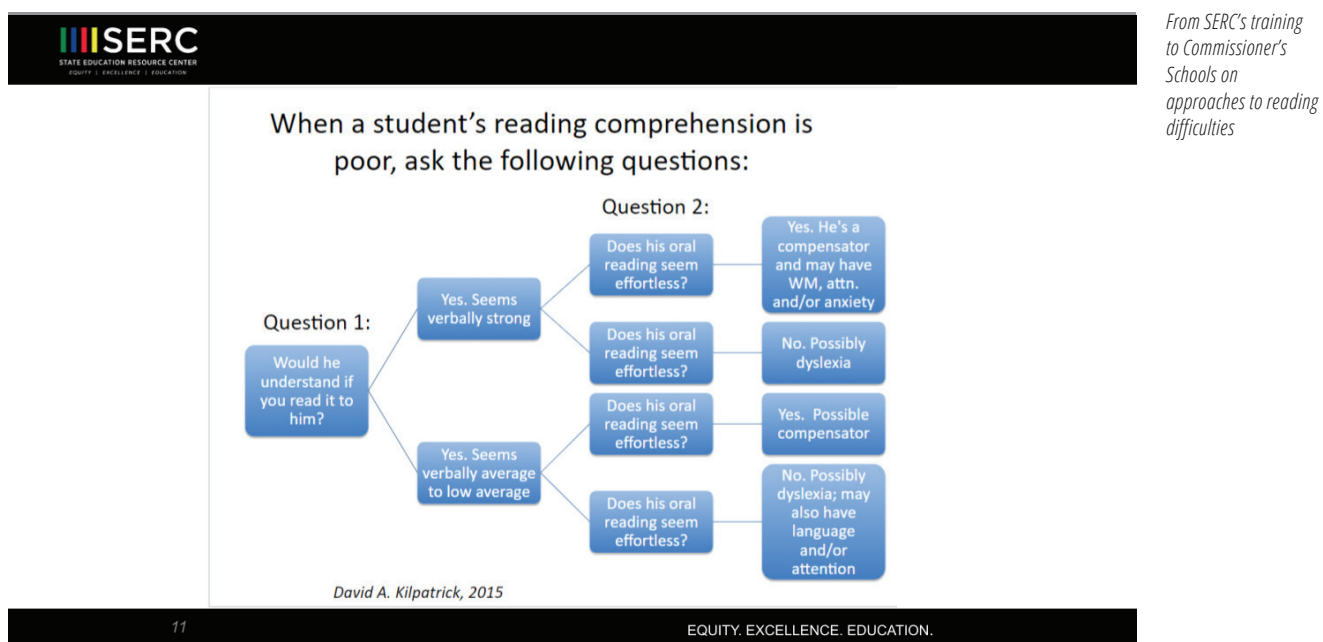 SERC
STATE EDUCATION RESOURCE CENTER
EQUITY | EXCELLENCE | EDUCATION
From SERC's training
to Commissioner's
Schools on
approaches to reading
difficulties
When a student's reading comprehension is
poor, ask the following questions:
Question 1:
Would he
understand if
you read it to
him?
Yes. Seems
verbally strong
Yes. Seems
verbally average
to low average
Question 2:
Does his oral
reading seem
effortless?
Yes. He's a
compensator
and may have
WM, attn.
and/or anxiety
Does his oral
reading seem
effortless?
No. Possibly
dyslexia
Does his oral
reading seem
effortless?
Yes. Possible
compensator
Does his oral
reading seem
effortless?
No. Possibly
dyslexia; may
also have
language
and/or
attention
David A. Kilpatrick, 2015
11
EQUITY. EXCELLENCE. EDUCATION.